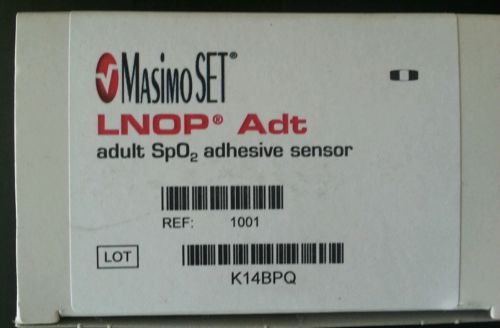 MasimoSET®
LNOP® Adt
adult SpO₂ adhesive sensor
REF: 1001
LOT
K14BPQ